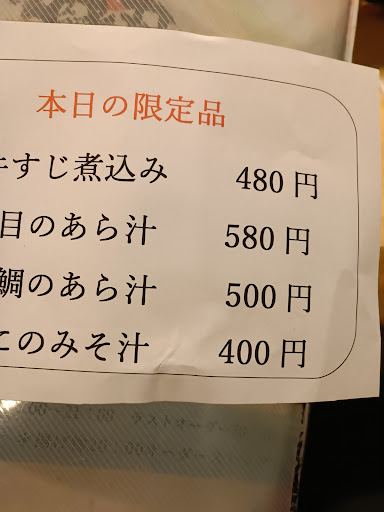 本日の限定品
牛すじ煮込み 480円
目のあら汁 580円
鯛のあら汁 500円
このみそ汁 400円